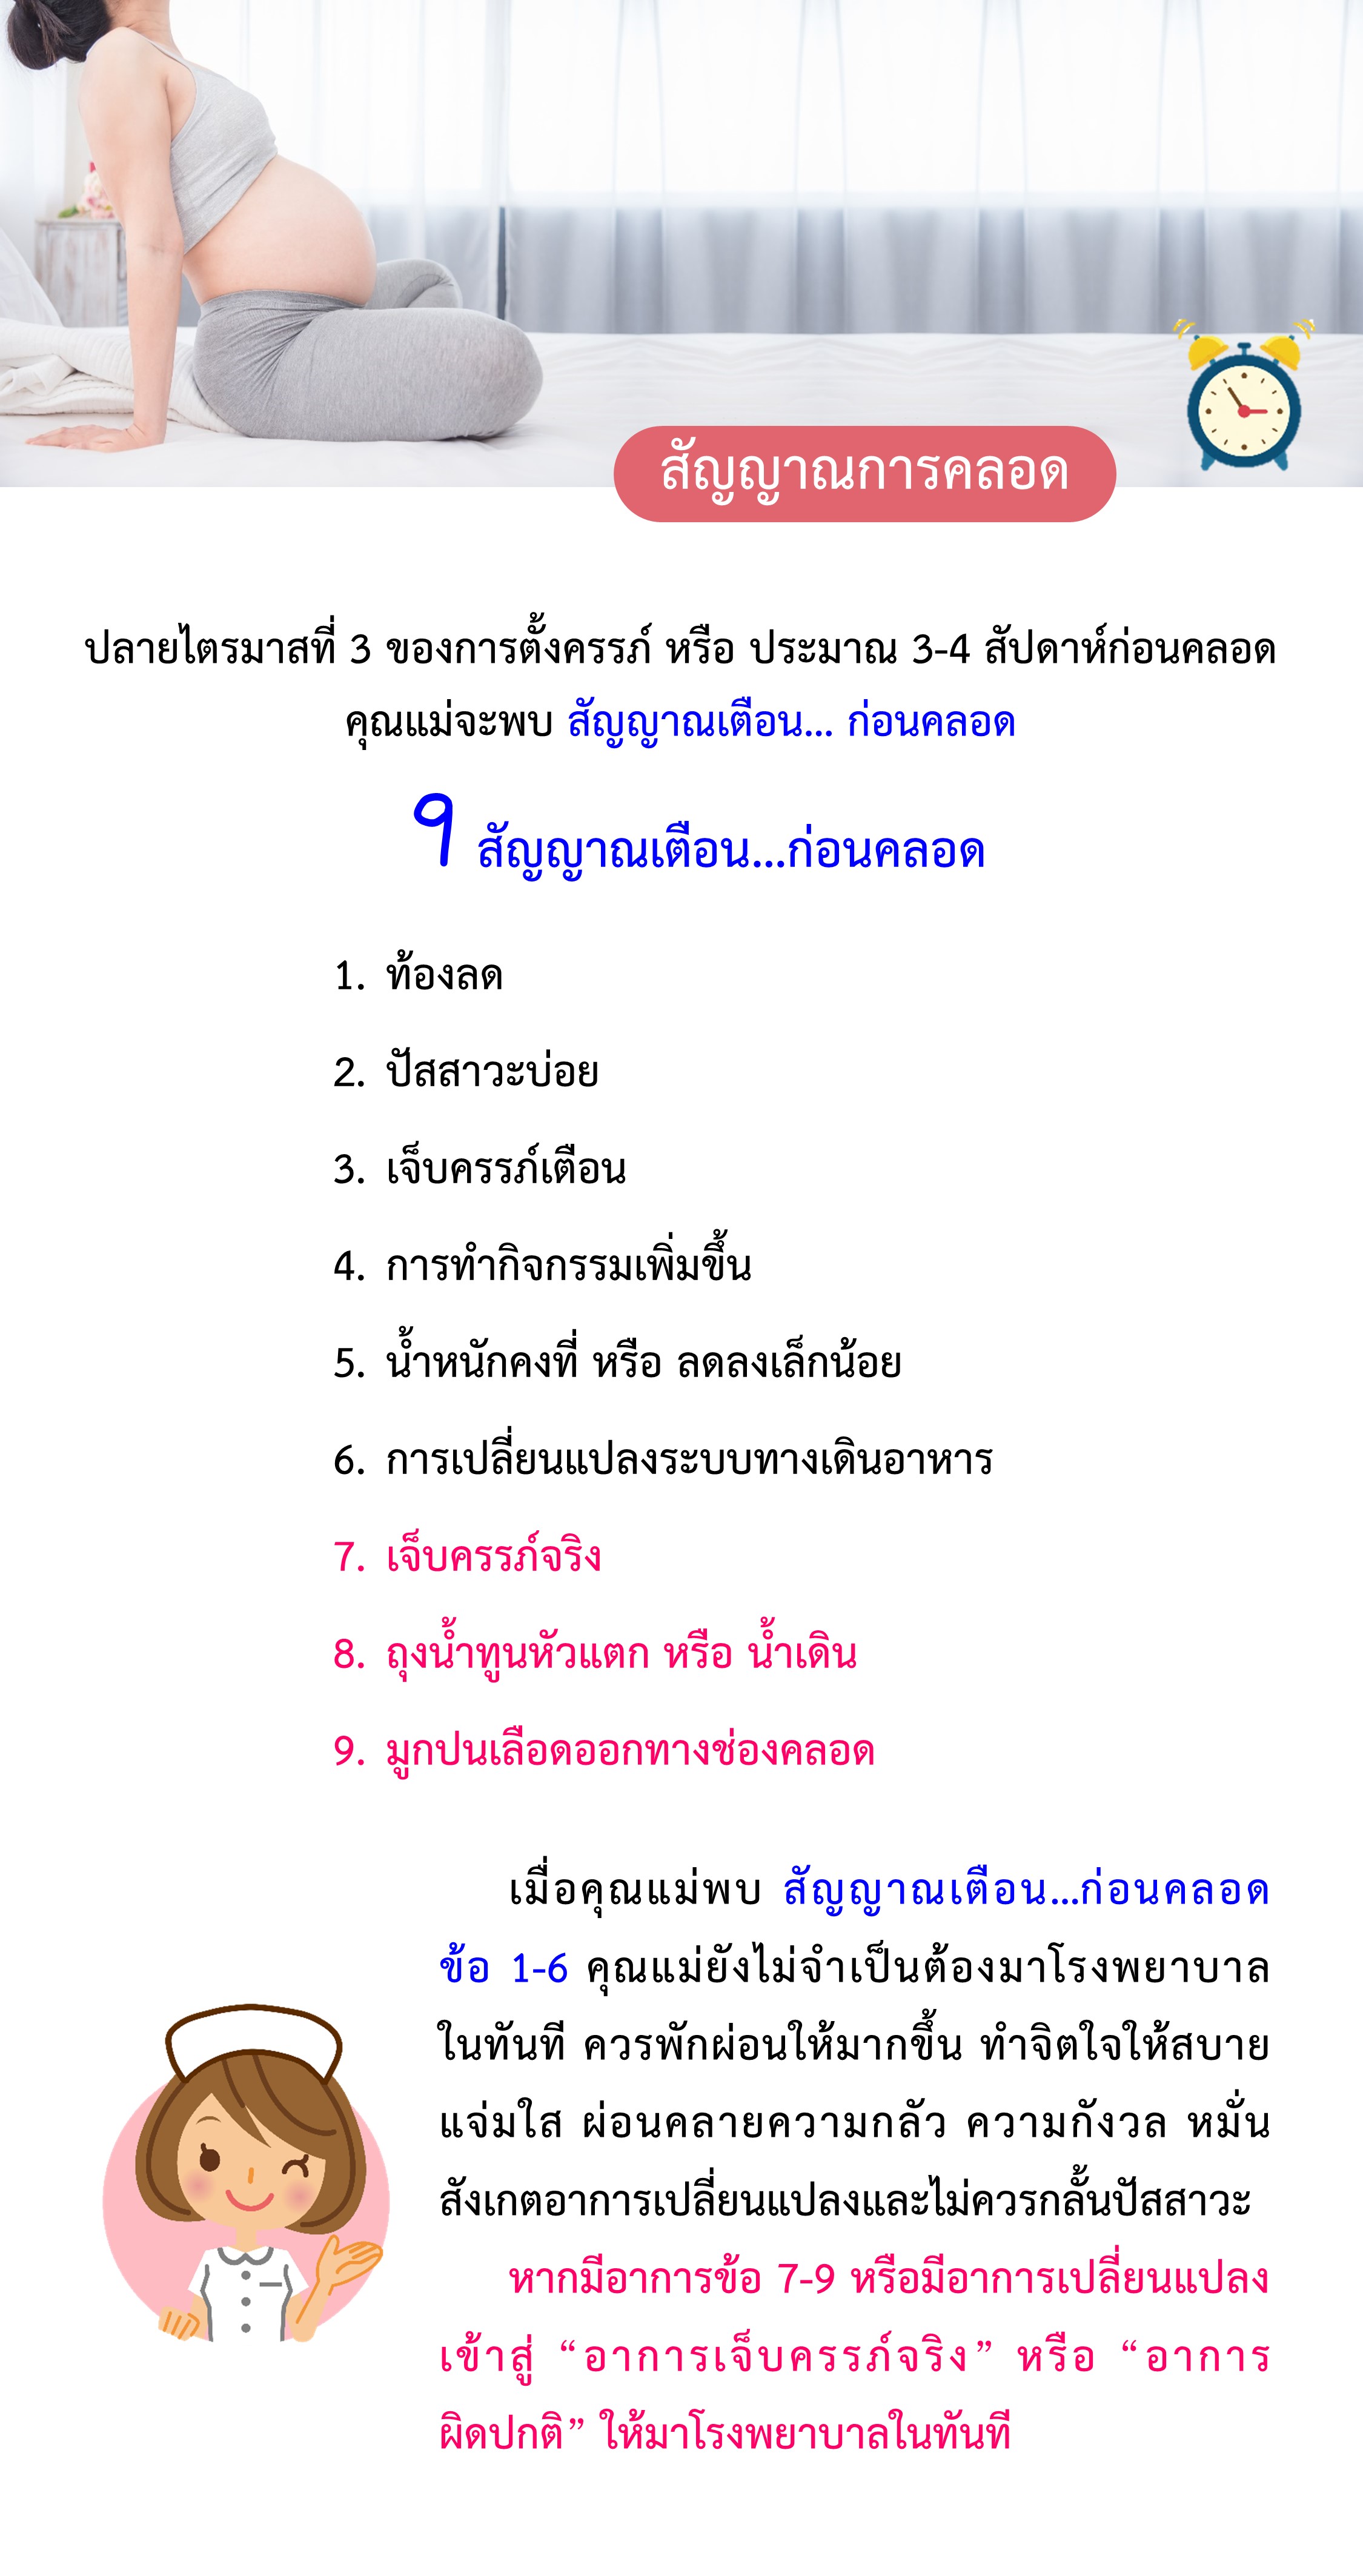 สัญญาณการคลอด
ปลายไตรมาสที่ 3 ของการตั้งครรภ์ หรือ ประมาณ 3-4 สัปดาห์ก่อนคลอด
คุณแม่จะพบ สัญญาณเตือน... ก่อนคลอด
9 สัญญาณเตือน...ก่อนคลอด
1. ท้องลด
2. ปัสสาวะบ่อย
3. เจ็บครรภ์เตือน
4. การทำกิจกรรมเพิ่มขึ้น
5. น้ำหนักคงที่ หรือ ลดลงเล็กน้อย
6. การเปลี่ยนแปลงระบบทางเดินอาหาร
7. เจ็บครรภ์จริง
8. ถุงน้ำทูนหัวแตก หรือ น้ำเดิน
9. มูกปนเลือดออกทางช่องคลอด
เมื่อคุณแม่พบ สัญญาณเตือน...ก่อนคลอด
ข้อ 1-6 คุณแม่ยังไม่จำเป็นต้องมาโรงพยาบาล
ในทันที ควรพักผ่อนให้มากขึ้น ทำจิตใจให้สบาย
แจ่มใส ผ่อนคลายความกลัว ความกังวล หมั่น
สังเกตอาการเปลี่ยนแปลงและไม่ควรกลั้นปัสสาวะ
หากมีอาการข้อ 7-9 หรือมีอาการเปลี่ยนแปลง
เข้าสู่ “อาการเจ็บครรภ์จริง” หรือ “อาการ
ผิดปกติ” ให้มาโรงพยาบาลในทันที